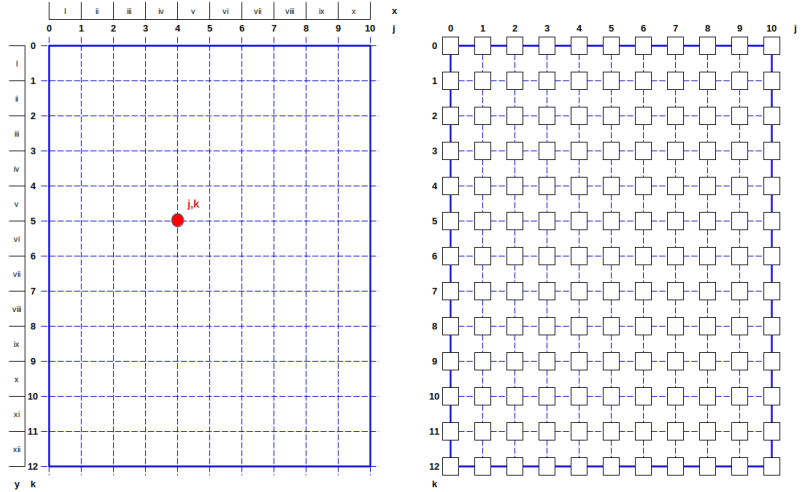 I ii iii iv v vi vii viii ix x x
0 1 2 3 4 5 6 7 8 9 10 j
0
I
1
ii
2
iii
3
iv
4
v
j,k
5
vi
6
vii
7
viii
8
ix
9
x
10
xi
11
xii
12
y k
0 1 2 3 4 5 6 7 8 9 10 j
0
1
2
3
4
5
6
7
8
9
10
11
12
k